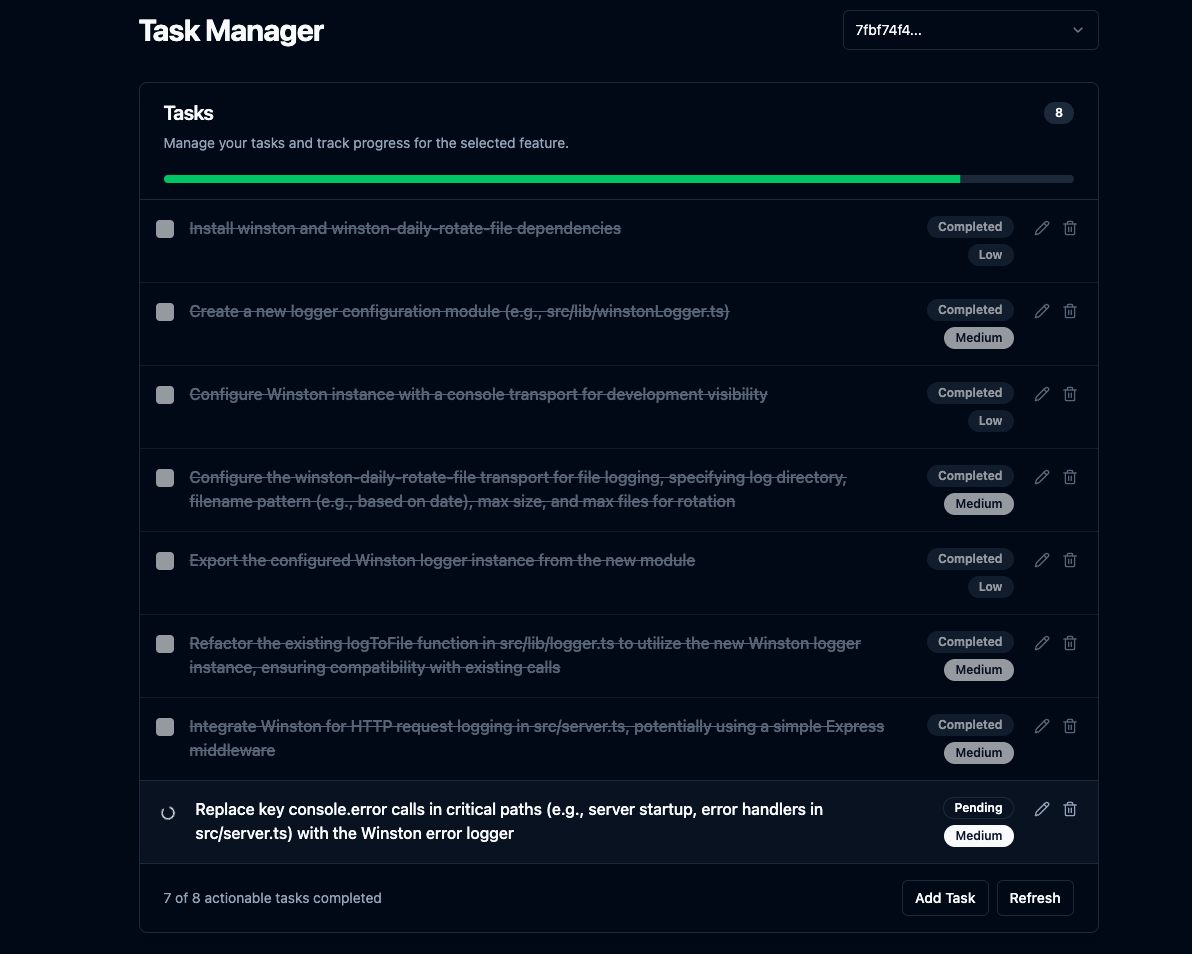 Task Manager
7fbf74f4...
Tasks
8
Manage your tasks and track progress for the selected feature.
Install winston and winston-daily-rotate-file dependencies
Completed
Low
Create a new logger configuration module (e.g., src/lib/winstonLogger.ts)
Completed
Medium
Configure Winston instance with a console transport for development visibility
Completed
Low
Configure the winston-daily-rotate-file transport for file logging, specifying log directory,
filename pattern (e.g., based on date), max size, and max files for rotation
Completed
Medium
Export the configured Winston logger instance from the new module
Completed
Low
Refactor the existing logToFile function in src/lib/logger.ts to utilize the new Winston logger
instance, ensuring compatibility with existing calls
Completed
Medium
Integrate Winston for HTTP request logging in src/server.ts, potentially using a simple Express
middleware
Completed
Medium
Replace key console.error calls in critical paths (e.g., server startup, error handlers in
src/server.ts) with the Winston error logger
Pending
Medium
7 of 8 actionable tasks completed
Add Task
Refresh